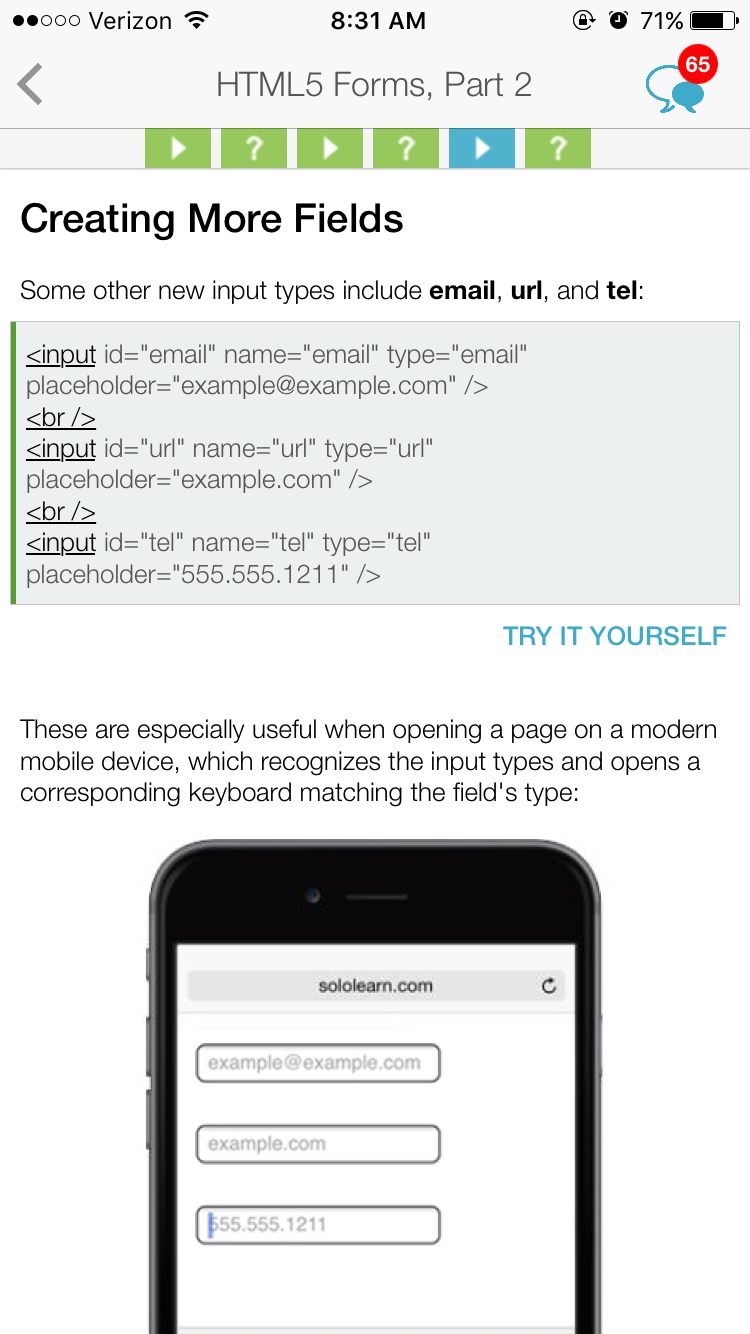 Verizon 8:31 AM 71%
HTML5 Forms, Part 2
65
? ? ?
Creating More Fields
Some other new input types include email, url, and tel:
<input id="email" name="email" type="email"
placeholder="example@example.com" />
<br />
<input id="url" name="url" type="url"
placeholder="example.com" />
<br />
<input id="tel" name="tel" type="tel"
placeholder="555.555.1211" />
TRY IT YOURSELF
These are especially useful when opening a page on a modern
mobile device, which recognizes the input types and opens a
corresponding keyboard matching the field's type:
sololearn.com
example@example.com
example.com
555.555.1211